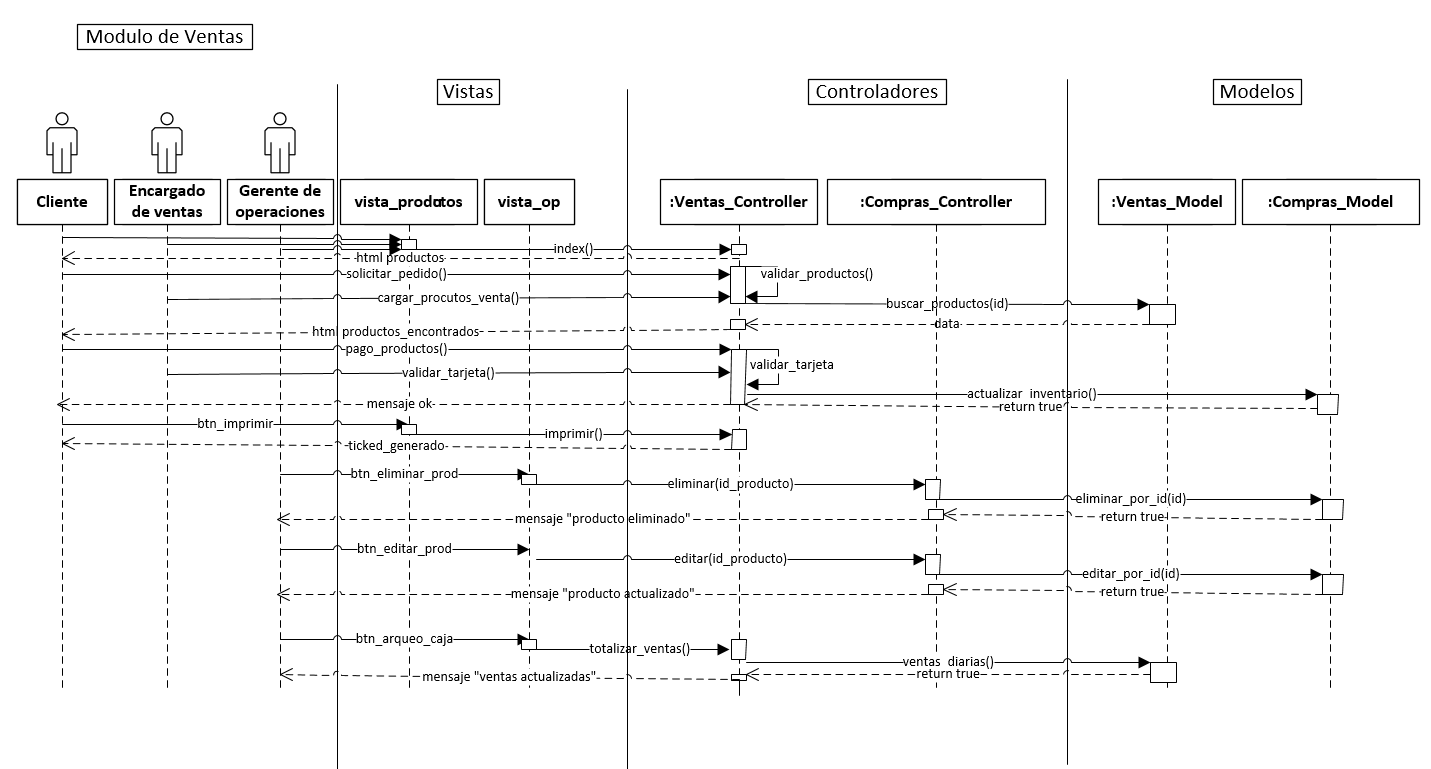 Modulo de Ventas
Vistas
Controladores
Modelos
Cliente
Encargado
de ventas
Gerente de
operaciones
vista_productos
vista_op
:Ventas_Controller
:Compras_Controller
:Ventas_Model
:Compras_Model
index()
html productos
solicitar_pedido()
validar_productos()
cargar_procutos_venta()
buscar_productos(id)
data
html productos_encontrados
pago_productos()
validar_tarjeta
validar_tarjeta()
actualizar_inventario()
mensaje ok
return true
btn_imprimir
imprimir()
ticked_generado
btn_eliminar_prod
eliminar(id_producto)
eliminar_por_id(id)
mensaje "producto eliminado"
return true
btn_editar_prod
editar(id_producto)
editar_por_id(id)
mensaje "producto actualizado"
return true
btn_arqueo_caja
totalizar_ventas()
ventas_diarias()
mensaje "ventas actualizadas"
return true